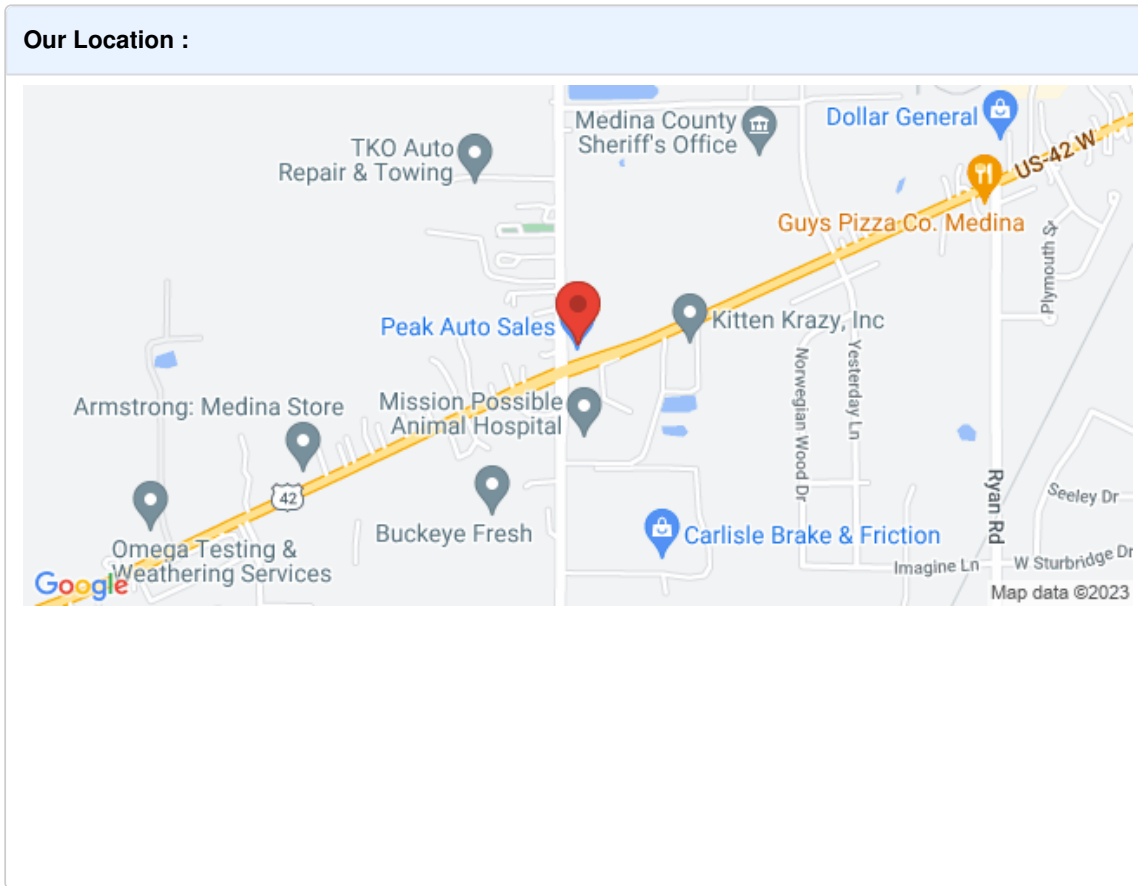 Our Location :
TKO Auto
Repair & Towing
Medina County
Sheriff's Office
Dollar General
US-42 W
Guys Pizza Co. Medina
Plymouth St
Peak Auto Sales
Kitten Krazy, Inc
Norwegian Wood Dr
Yesterday Ln
Armstrong: Medina Store
Mission Possible
Animal Hospital
42
Buckeye Fresh
Omega Testing &
Weathering Services
Carlisle Brake & Friction
Ryan Rd
Seeley Dr
Imagine Ln
W Sturbridge Dr
Google
Map data ©2023